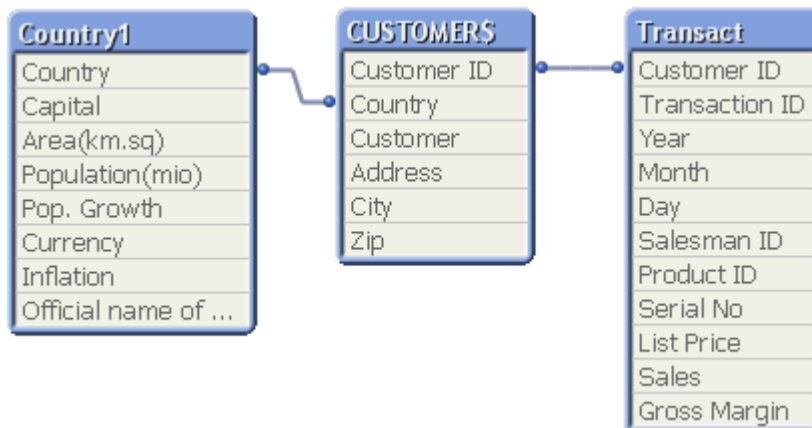 Country1
Country
Capital
Area(km.sq)
Population(mio)
Pop. Growth
Currency
Inflation
Official name of ...
CUSTOMER$
Customer ID
Country
Customer
Address
City
Zip
Transact
Customer ID
Transaction ID
Year
Month
Day
Salesman ID
Product ID
Serial No
List Price
Sales
Gross Margin